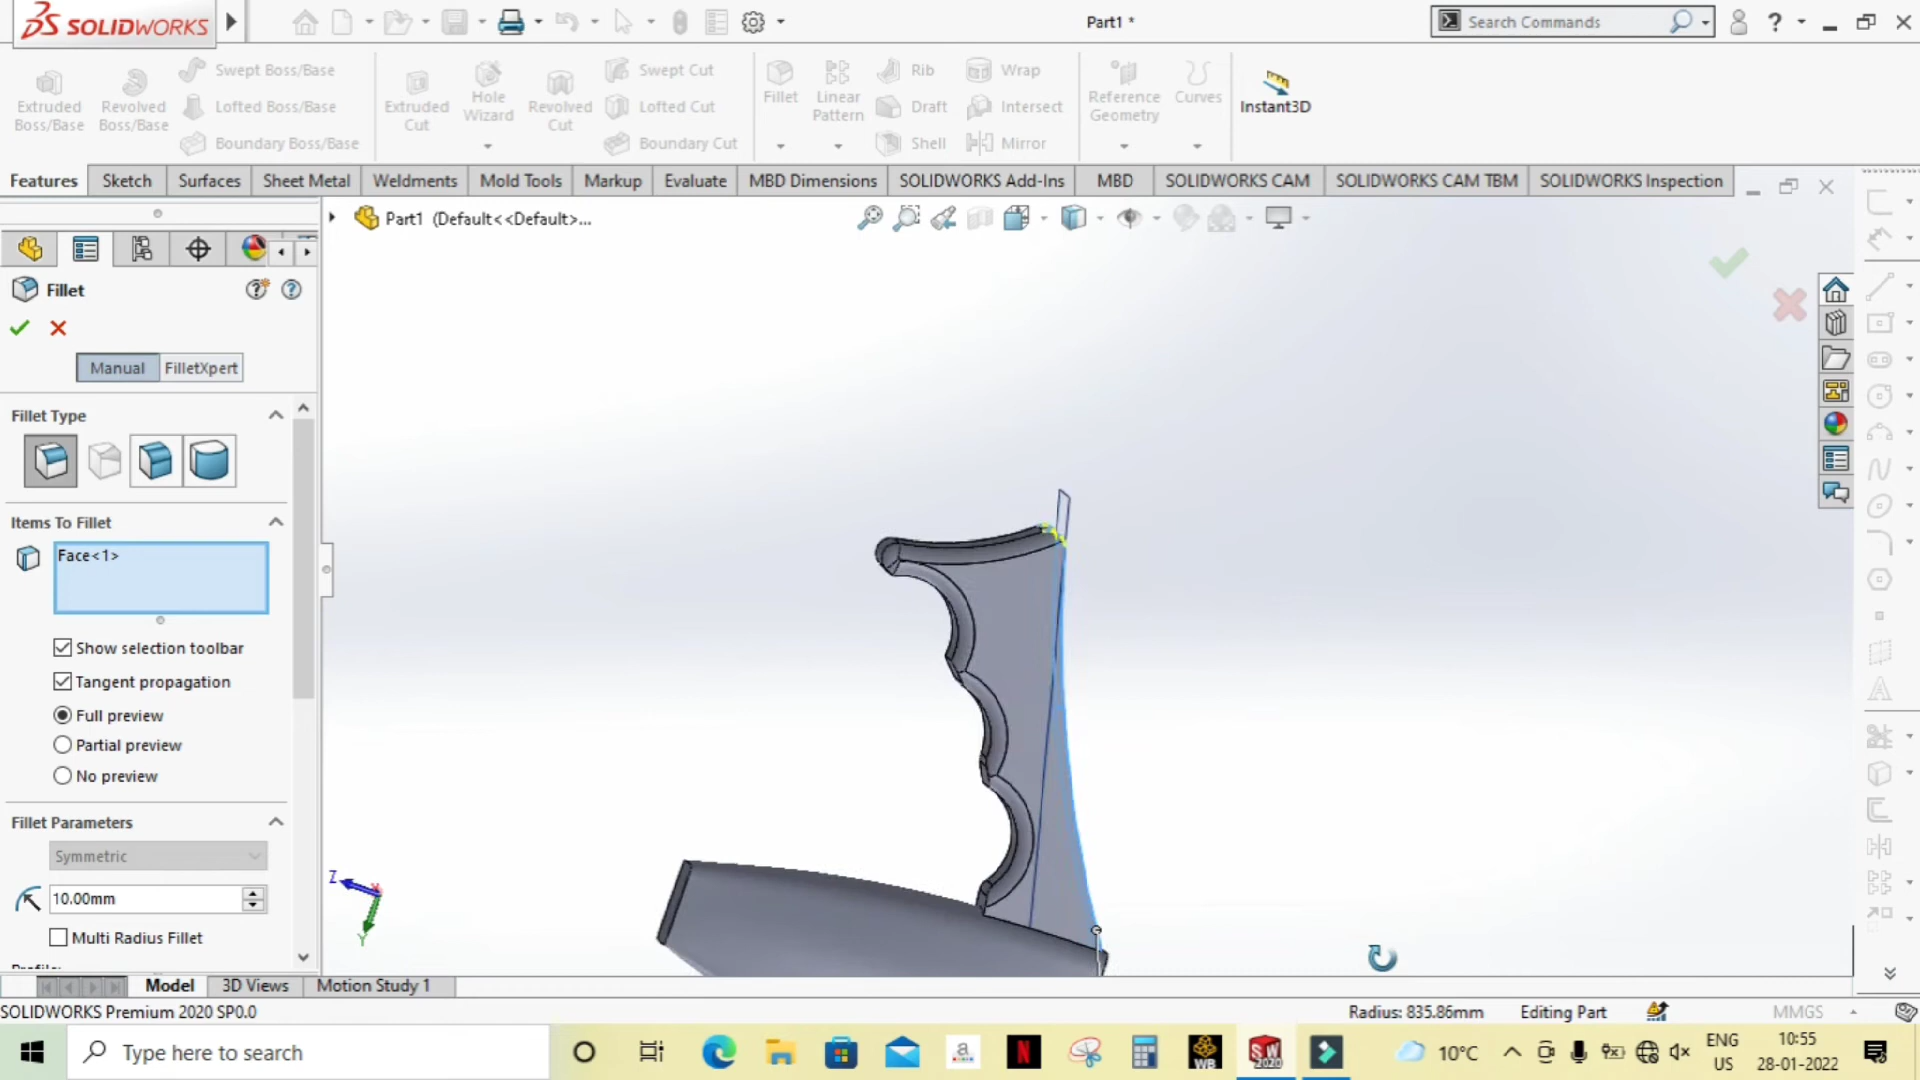 SOLIDWORKS
Part1 *
Search Commands
Extruded Boss/Base
Revolved Boss/Base
Swept Boss/Base
Lofted Boss/Base
Boundary Boss/Base
Extruded Cut
Hole Wizard
Revolved Cut
Swept Cut
Lofted Cut
Boundary Cut
Fillet
Linear Pattern
Rib
Draft
Shell
Wrap
Intersect
Mirror
Reference Geometry
Curves
Instant3D
Features Sketch Surfaces Sheet Metal Weldments Mold Tools Markup Evaluate MBD Dimensions SOLIDWORKS Add-Ins MBD SOLIDWORKS CAM SOLIDWORKS CAM TBM SOLIDWORKS Inspection
Part1 (Default<<Default>...
Fillet
Manual FilletXpert
Fillet Type
Items To Fillet
Face<1>
Show selection toolbar
Tangent propagation
Full preview
Partial preview
No preview
Fillet Parameters
Symmetric
10.00mm
Multi Radius Fillet
Z
Y
Model 3D Views Motion Study 1
SOLIDWORKS Premium 2020 SP0.0
Radius: 835.86mm Editing Part MMGS
Type here to search
10°C
ENG
US
10:55
28-01-2022